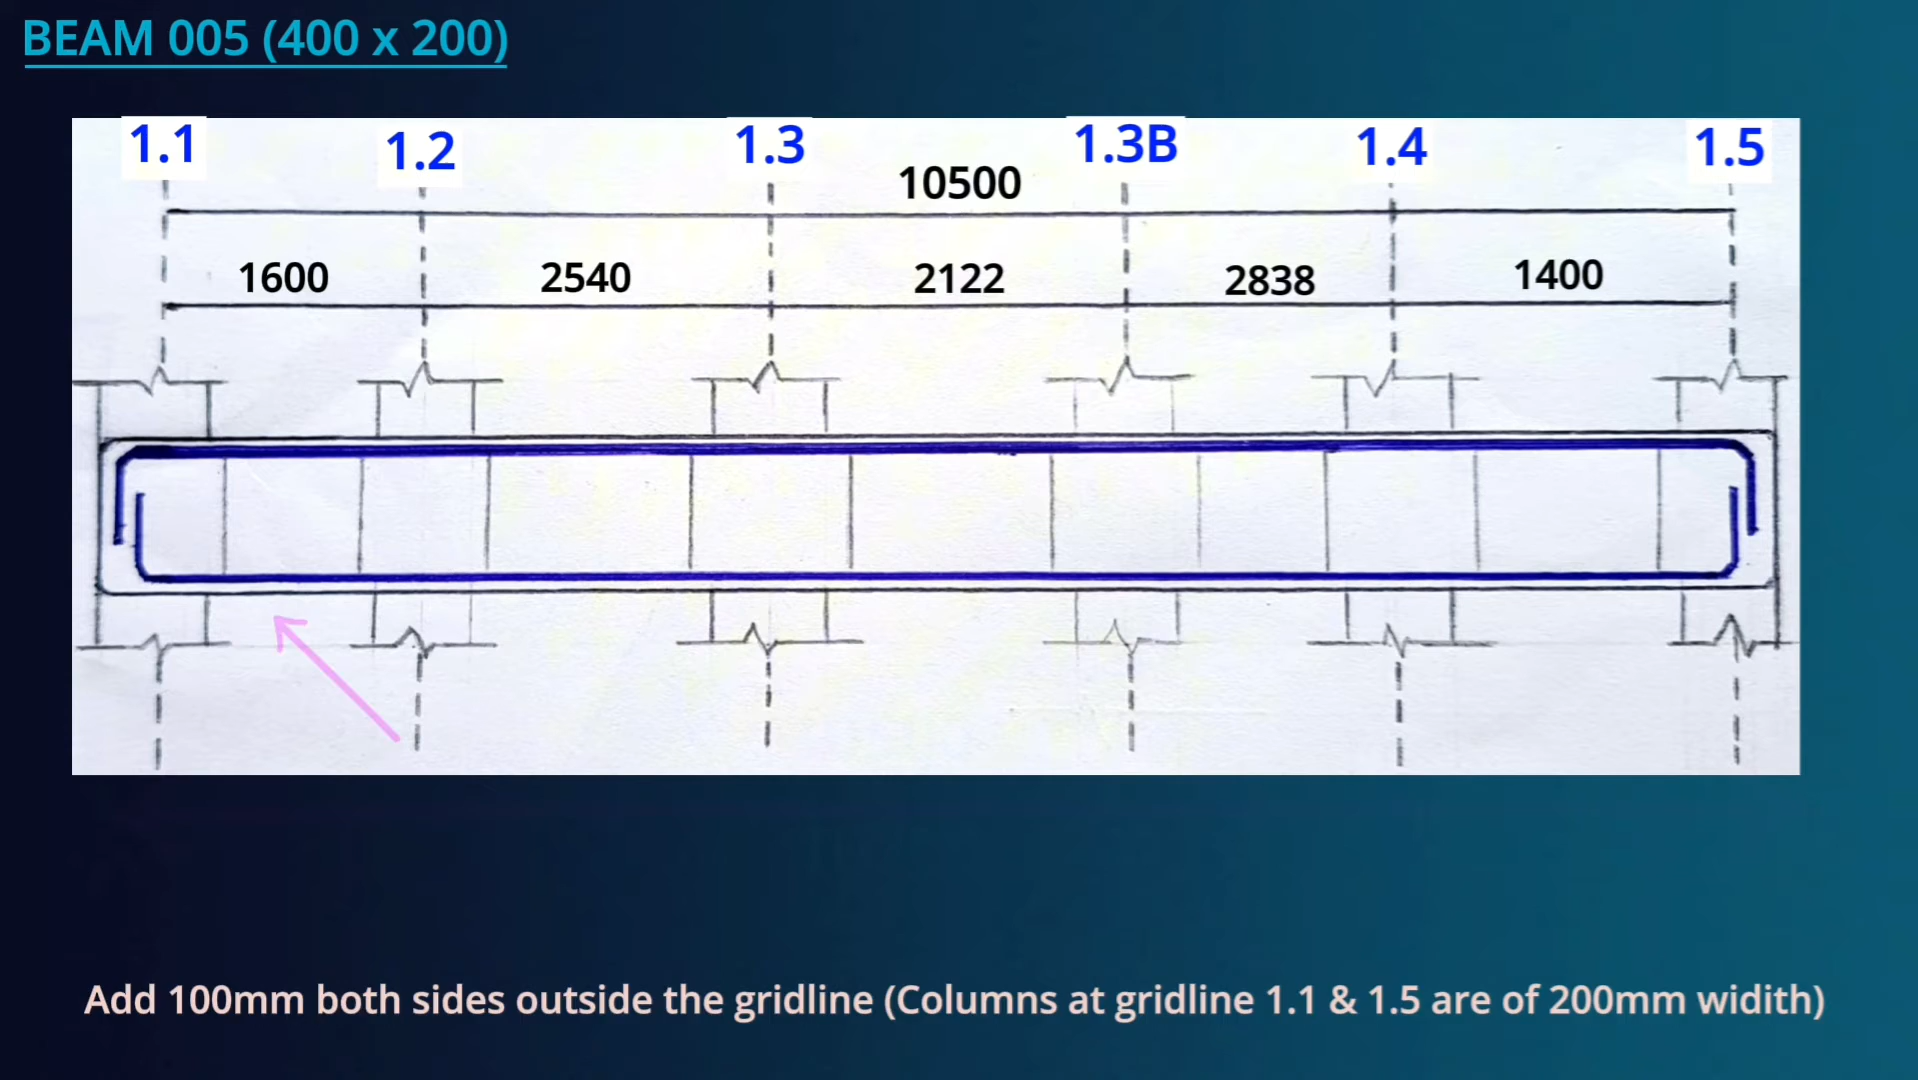 BEAM 005 (400 x 200)
1.1 1.2 1.3 1.3B 1.4 1.5
10500
1600 2540 2122 2838 1400
Add 100mm both sides outside the gridline (Columns at gridline 1.1 & 1.5 are of 200mm widith)